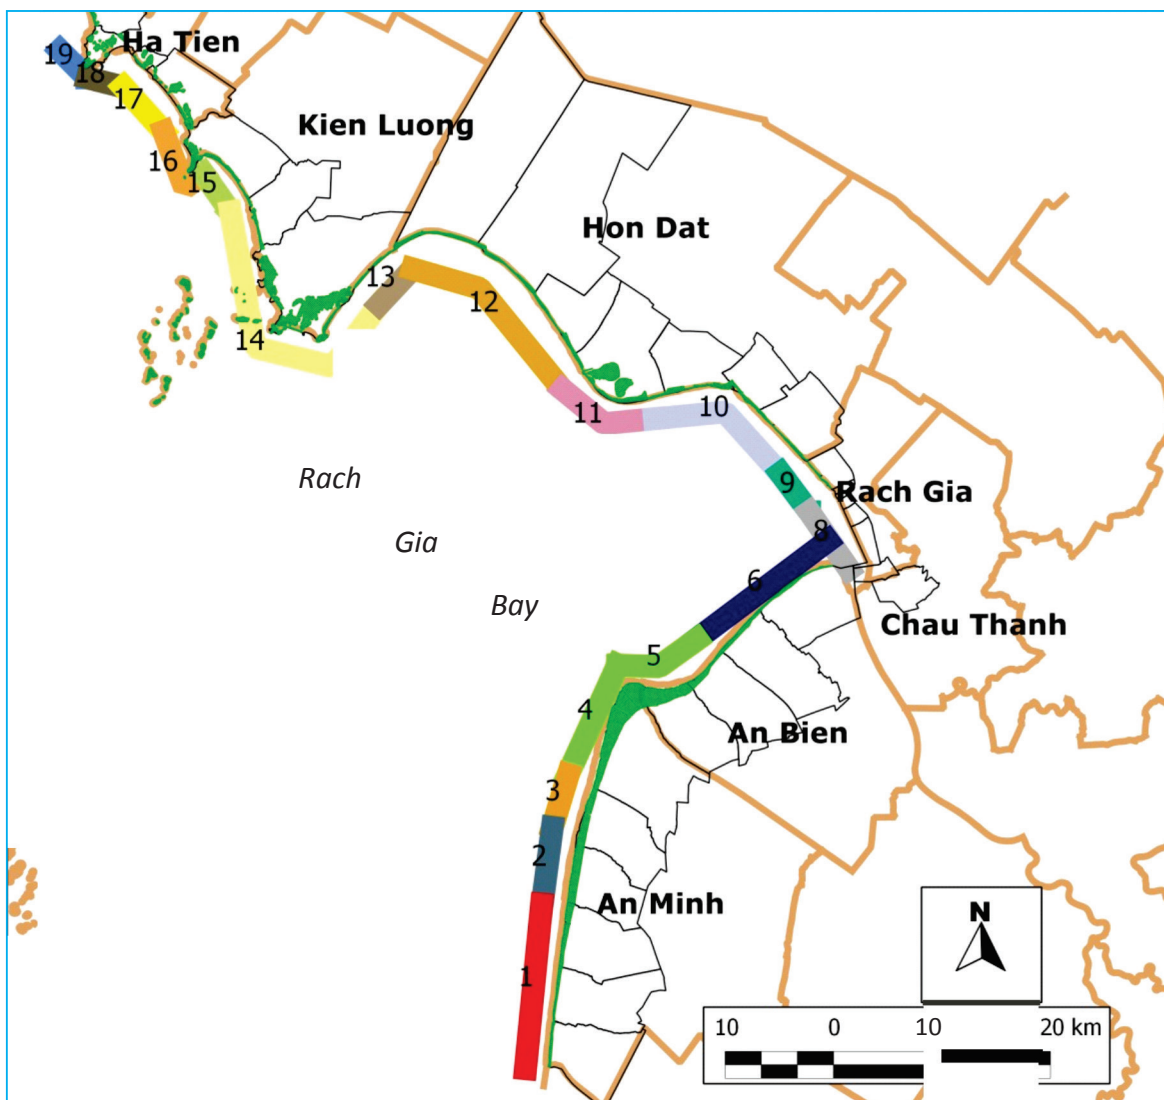 Ha Tien
19
18
17
Kien Luong
16
15
Hon Dat
13
12
14
11
10
Rach
9
Rach Gia
8
Gia
6
Bay
Chau Thanh
5
4
An Bien
3
2
An Minh
N
1
10 0 10 20 km